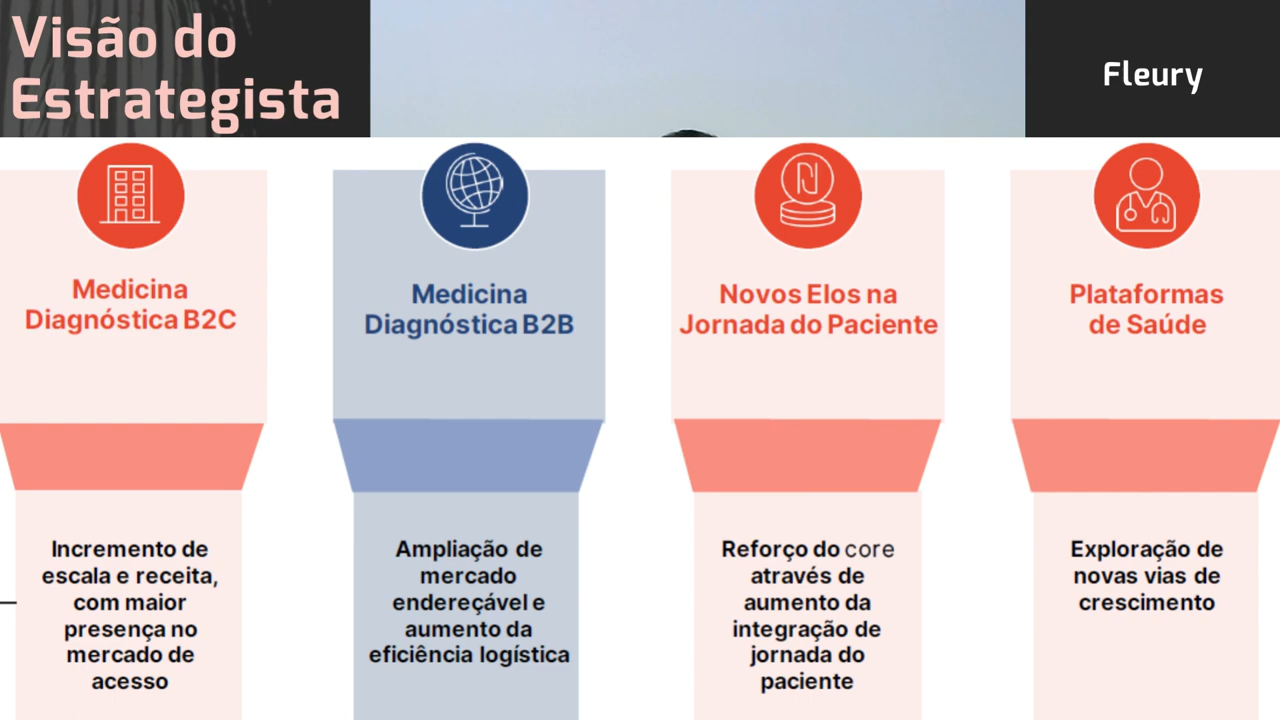 Visão do
Estrategista
Fleury
Medicina
Diagnóstica B2C
Medicina
Diagnóstica B2B
Novos Elos na
Jornada do Paciente
Plataformas
de Saúde
Incremento de
escala e receita,
com maior
presença no
mercado de
acesso
Ampliação de
mercado
endereçável e
aumento da
eficiência logística
Reforço do core
através de
aumento da
integração de
jornada do
paciente
Exploração de
novas vias de
crescimento